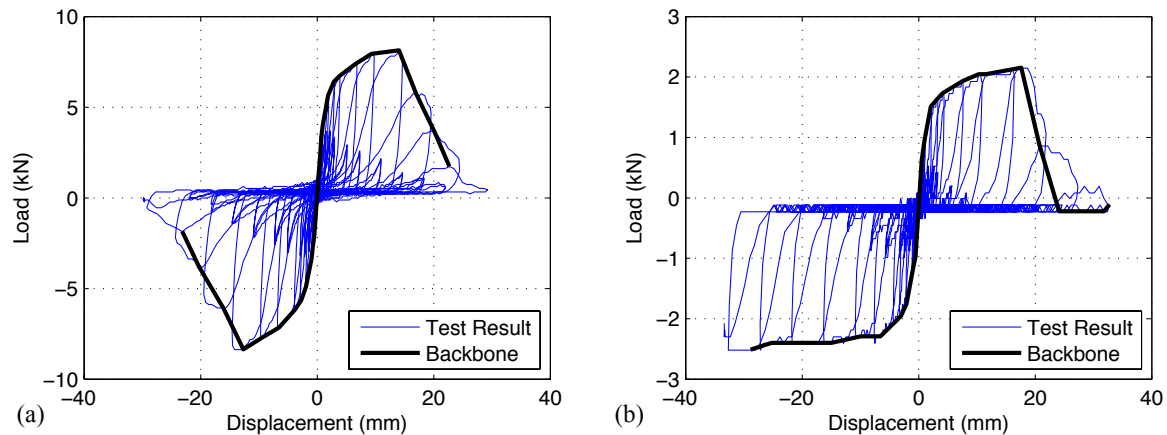 10
5
0
−5
−10
Load (kN)
−40
−20
0
20
40
Displacement (mm)
Test Result
Backbone
(a)
3
2
1
0
−1
−2
−3
Load (kN)
−40
−20
0
20
40
Displacement (mm)
Test Result
Backbone
(b)